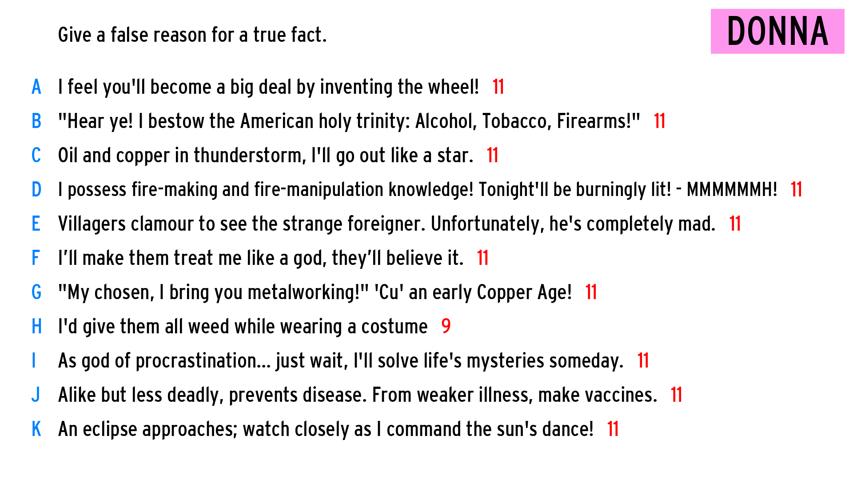 Give a false reason for a true fact.
DONNA
A I feel you'll become a big deal by inventing the wheel! 11
B "Hear ye! I bestow the American holy trinity: Alcohol, Tobacco, Firearms!" 11
C Oil and copper in thunderstorm, I'll go out like a star. 11
D I possess fire-making and fire-manipulation knowledge! Tonight'll be burningly lit! - MMMMMMH! 11
E Villagers clamour to see the strange foreigner. Unfortunately, he's completely mad. 11
F I’ll make them treat me like a god, they’ll believe it. 11
G "My chosen, I bring you metalworking!" 'Cu' an early Copper Age! 11
H I'd give them all weed while wearing a costume 9
I As god of procrastination... just wait, I'll solve life's mysteries someday. 11
J Alike but less deadly, prevents disease. From weaker illness, make vaccines. 11
K An eclipse approaches; watch closely as I command the sun's dance! 11